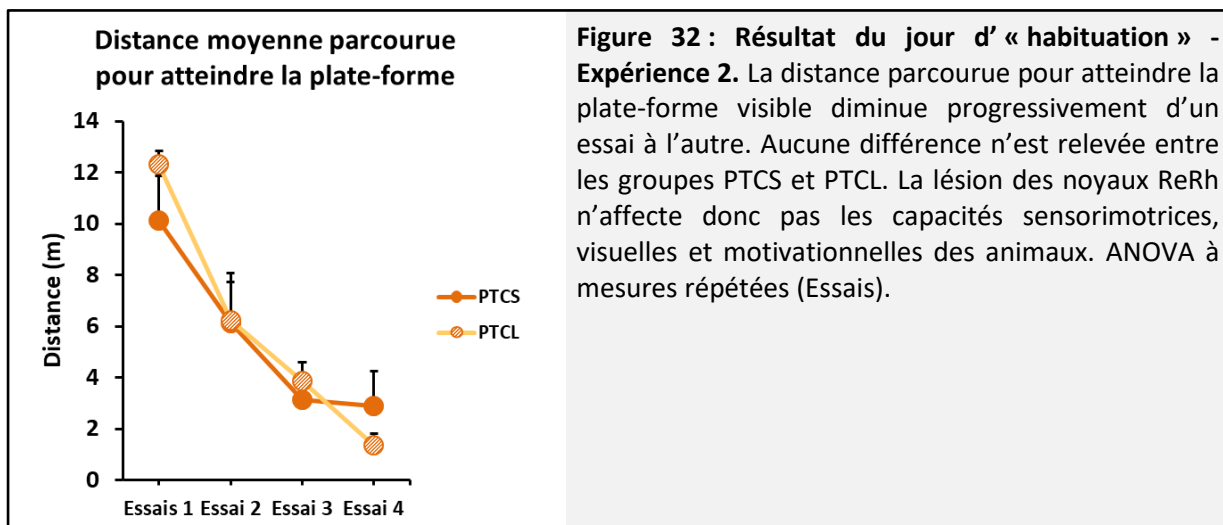 Distance moyenne parcourue
pour atteindre la plate-forme
14
12
10
8
6
4
2
0
Distance (m)
Essais 1 Essai 2 Essai 3 Essai 4
PTCS
PTCL
Figure 32 : Résultat du jour d’ « habituation » -
Expérience 2. La distance parcourue pour atteindre la
plate-forme visible diminue progressivement d’un
essai à l’autre. Aucune différence n’est relevée entre
les groupes PTCS et PTCL. La lésion des noyaux ReRh
n’affecte donc pas les capacités sensorimotrices,
visuelles et motivationnelles des animaux. ANOVA à
mesures répétées (Essais).